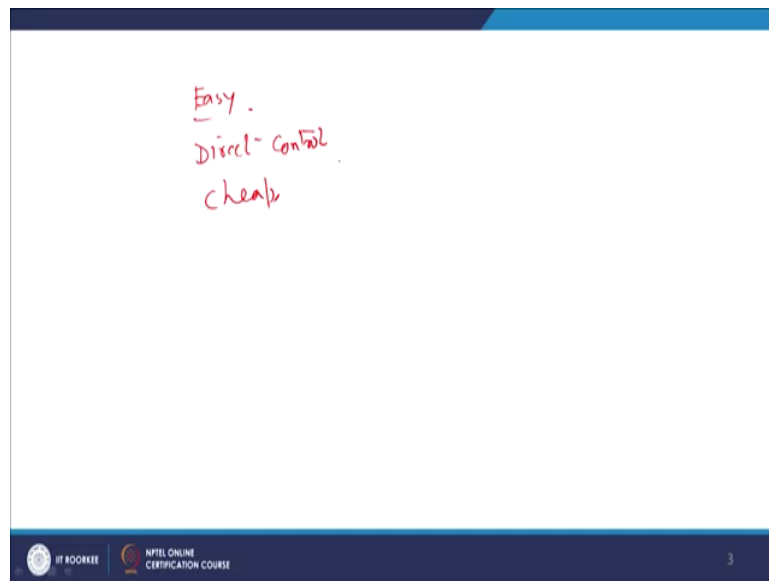 Easy.
Direct- Control
Cheap
IIT ROORKEE
NPTEL ONLINE
CERTIFICATION COURSE
3